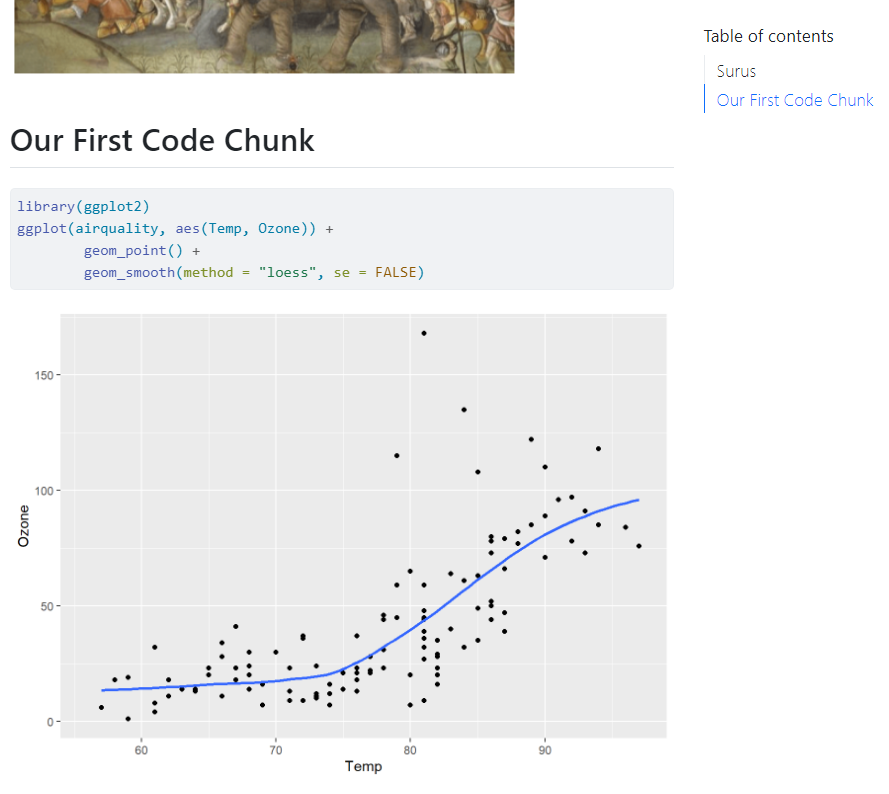 Table of contents
Surus
Our First Code Chunk
Our First Code Chunk
library(ggplot2)
ggplot(airquality, aes(Temp, Ozone)) +
        geom_point() +
        geom_smooth(method = "loess", se = FALSE)
150
100
50
0
Ozone
60 70 80 90
Temp